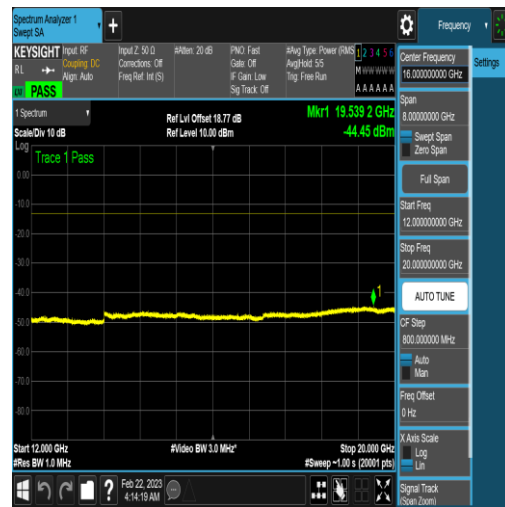 Spectrum Analyzer 1
Swept SA
+
Frequency
KEYSIGHT
RL
PASS
Input: RF
Coupling: DC
Align: Auto
Input Z: 50 Ω
Corrections: Off
Freq Ref: Int (S)
#Atten: 20 dB
PNO: Fast
Gate: Off
IF Gain: Low
Sig Track: Off
#Avg Type: Power (RMS
Avg|Hold: 5/5
Trig: Free Run
1 2 3 4 5 6
M W W W W W
A A A A A A
Settings
1 Spectrum
Scale/Div 10 dB
Ref Lvl Offset 18.77 dB
Ref Level 10.00 dBm
Mkr1 19.539 2 GHz
-44.45 dBm
Log
Trace 1 Pass
0.00
-10.0
-20.0
-30.0
-40.0
-50.0
-60.0
-70.0
-80.0
1
Start 12.000 GHz
#Res BW 1.0 MHz
#Video BW 3.0 MHz*
Stop 20.000 GHz
#Sweep ~1.00 s (20001 pts)
Feb 22, 2023
4:14:19 AM
Center Frequency
16.000000000 GHz
Span
8.00000000 GHz
Swept Span
Zero Span
Full Span
Start Freq
12.000000000 GHz
Stop Freq
20.000000000 GHz
AUTO TUNE
CF Step
800.000000 MHz
Auto
Man
Freq Offset
0 Hz
X Axis Scale
Log
Lin
Signal Track
(Span Zoom)